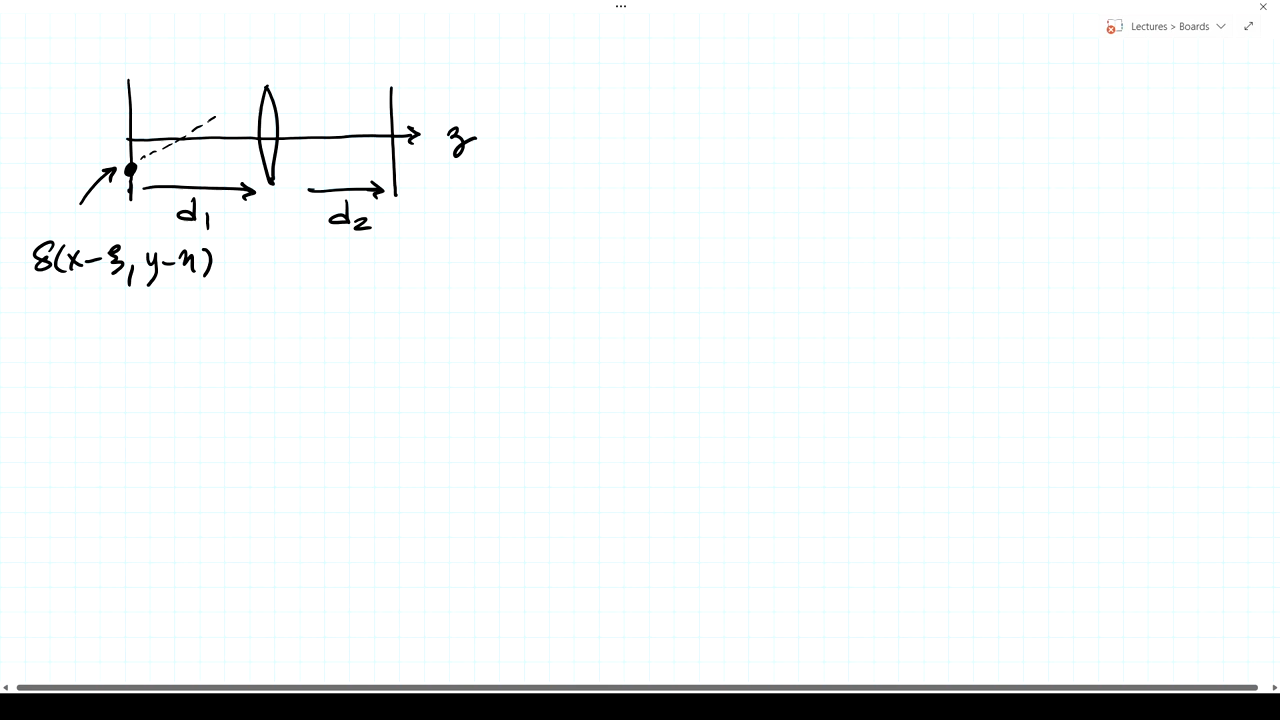 Lectures > Boards
z
d₁
d₂
δ(x-ξ, y-η)